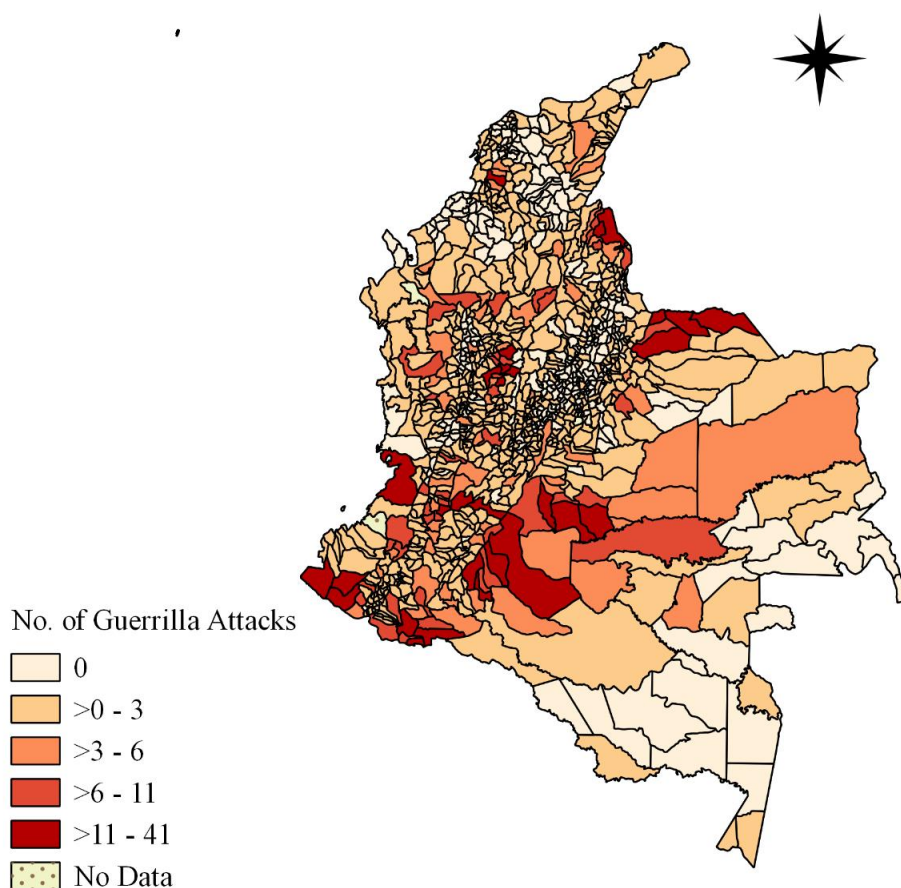 No. of Guerrilla Attacks
0
>0 - 3
>3 - 6
>6 - 11
>11 - 41
No Data